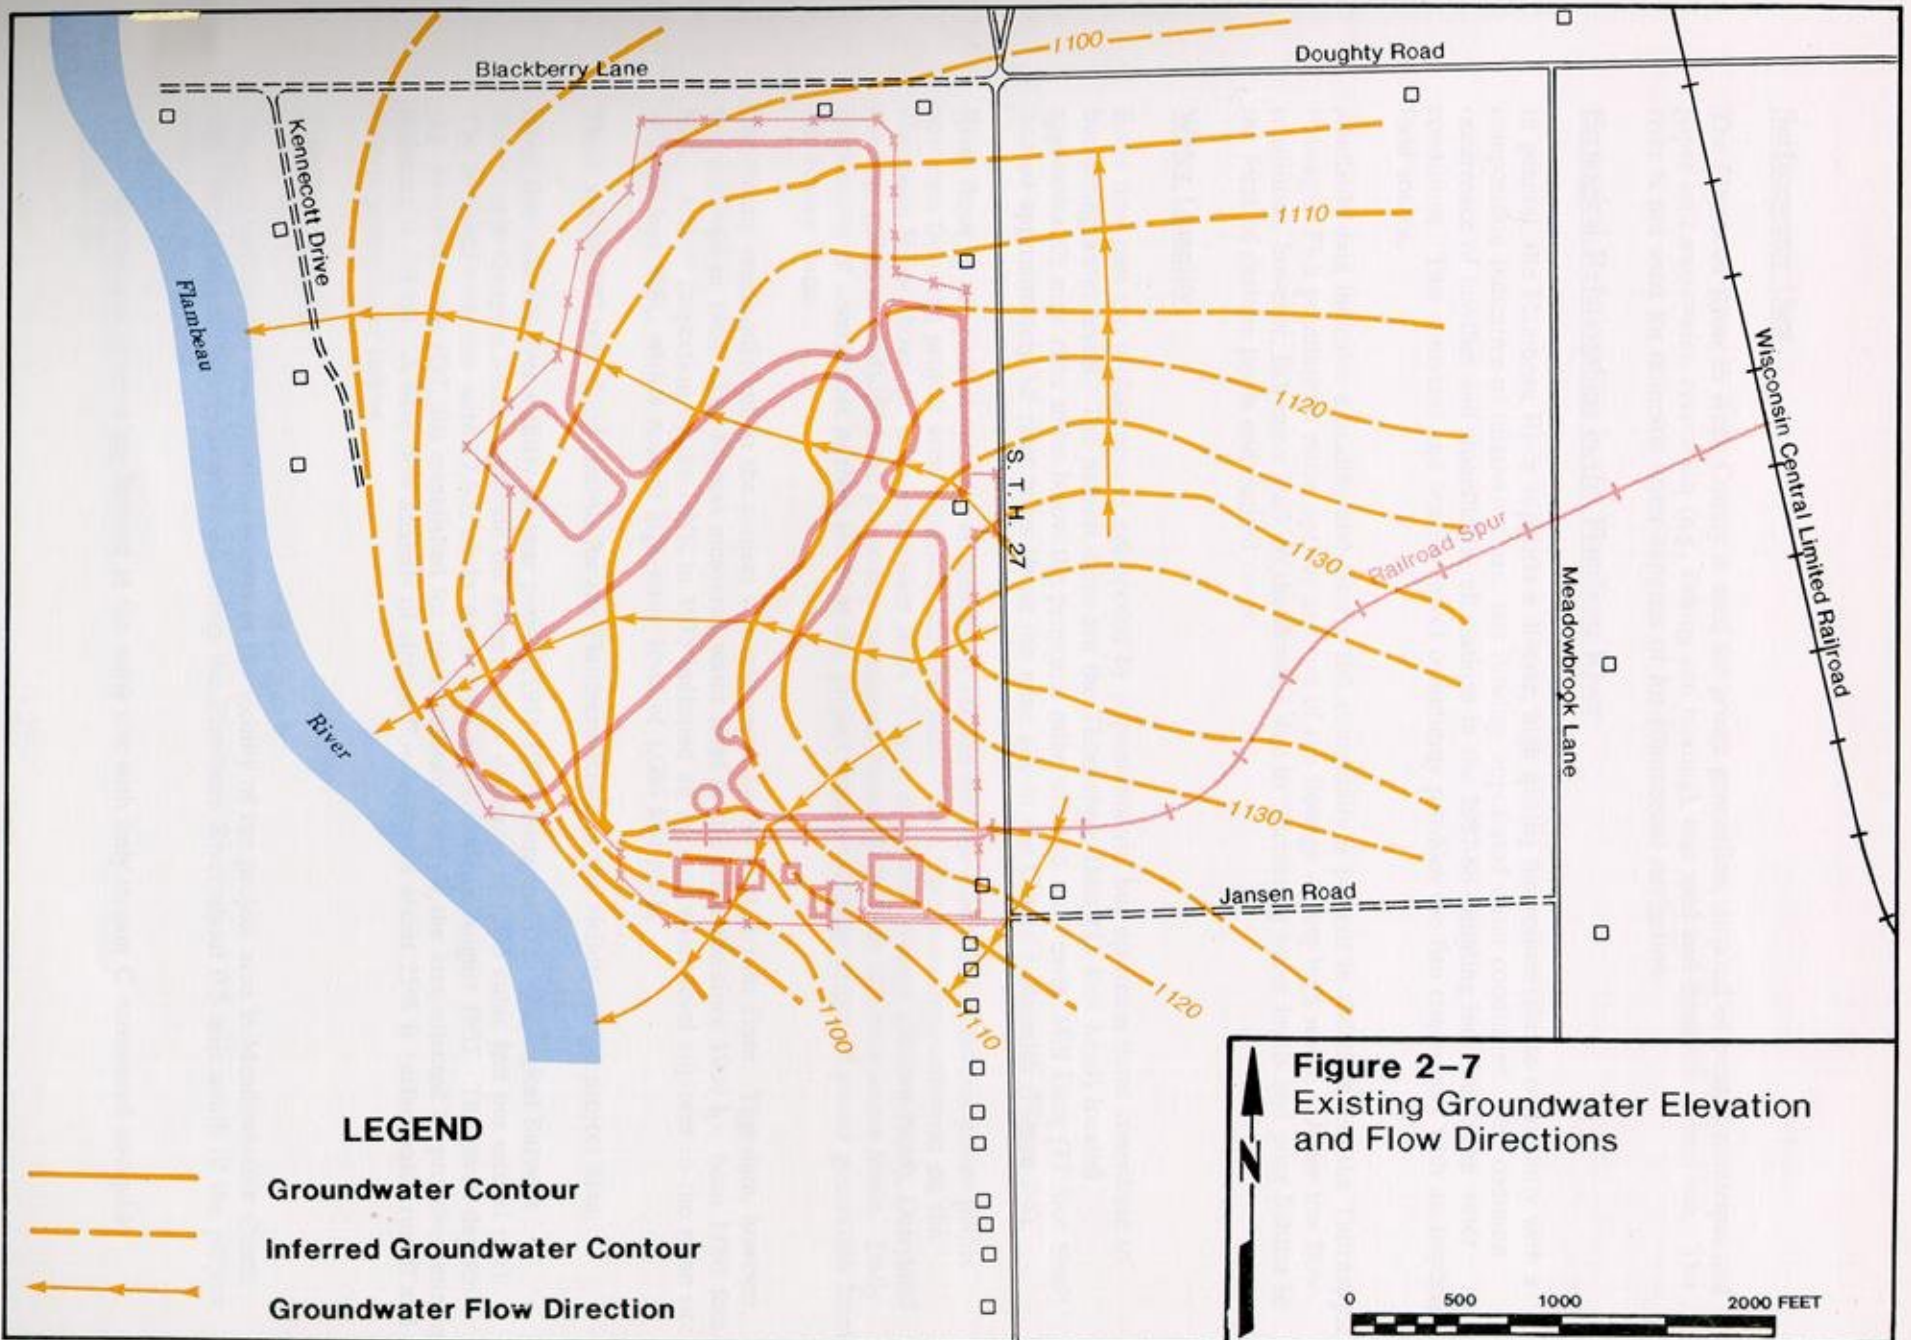 1100
Doughty Road
Blackberry Lane
Kennecott Drive
1110
Flambeau
River
Wisconsin Central Limited Railroad
1120
S. T. H. 27
1130
Railroad Spur
Meadowbrook Lane
1130
Jansen Road
1120
1110
1100
Figure 2-7
Existing Groundwater Elevation
and Flow Directions
N
0 500 1000 2000 FEET
LEGEND
Groundwater Contour
Inferred Groundwater Contour
Groundwater Flow Direction